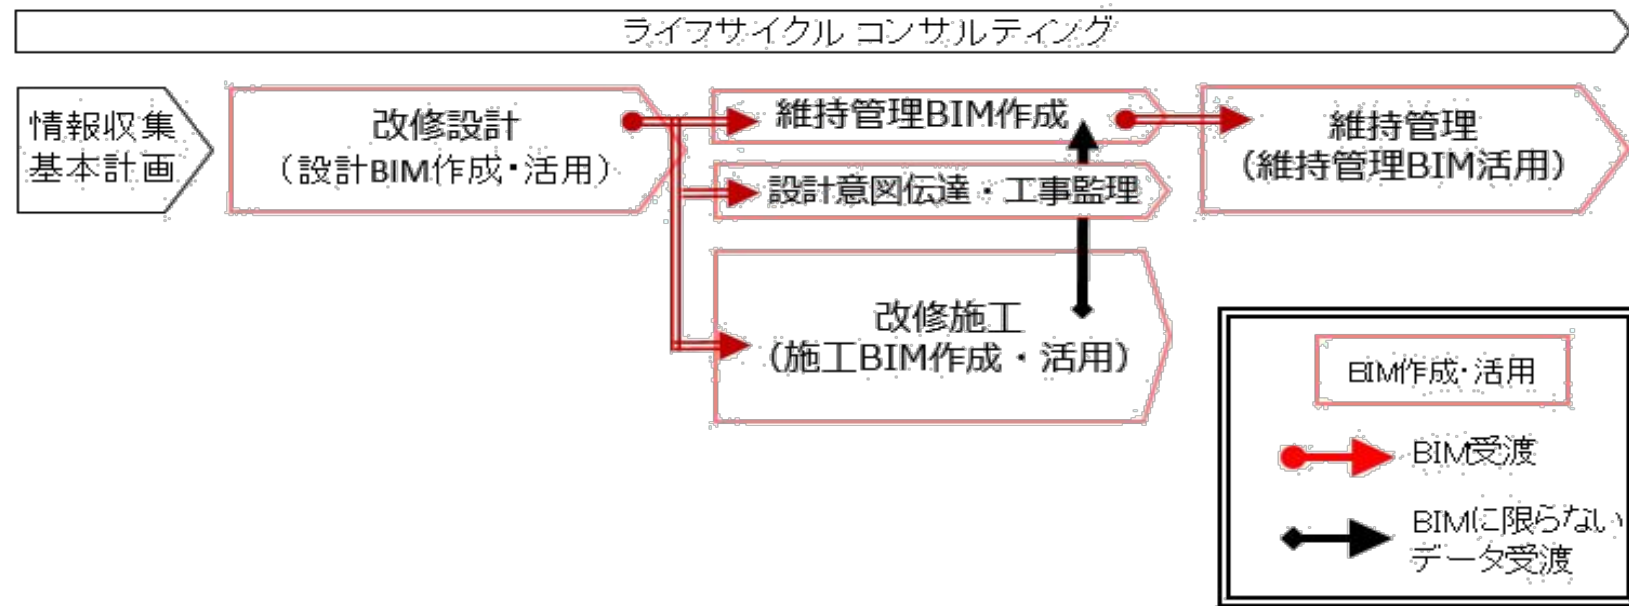 ライフサイクル コンサルティング
情報収集
基本計画
改修設計
（設計BIM作成・活用）
維持管理BIM作成
設計意図伝達・工事監理
改修施工
（施工BIM作成・活用）
維持管理
（維持管理BIM活用）
BIM作成・活用
BIM受渡
BIMに限らない
データ受渡